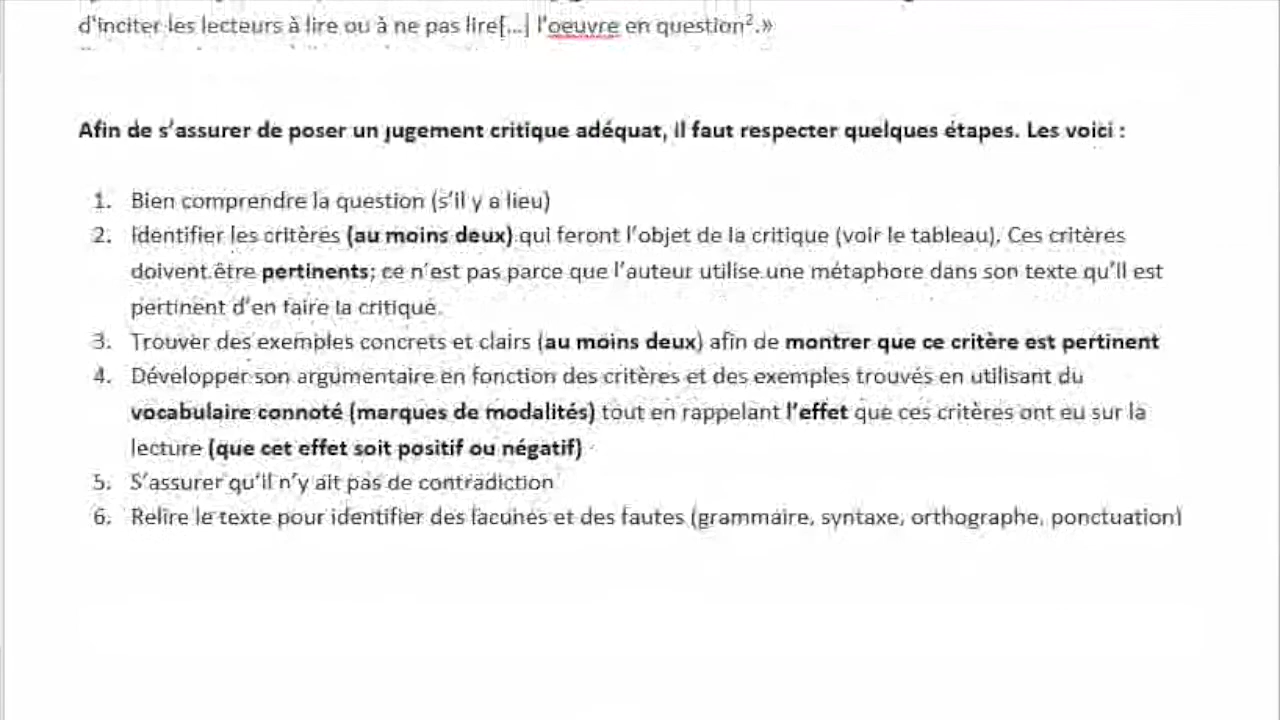 d'inciter les lecteurs à lire ou à ne pas lire[...] l'oeuvre en question².»
Afin de s'assurer de poser un jugement critique adéquat, il faut respecter quelques étapes. Les voici :
1. Bien comprendre la question (s'il y a lieu)
2. Identifier les critères (au moins deux) qui feront l'objet de la critique (voir le tableau). Ces critères
doivent être pertinents; ce n'est pas parce que l'auteur utilise une métaphore dans son texte qu'il est
pertinent d'en faire la critique.
3. Trouver des exemples concrets et clairs (au moins deux) afin de montrer que ce critère est pertinent
4. Développer son argumentaire en fonction des critères et des exemples trouvés en utilisant du
vocabulaire connoté (marques de modalités) tout en rappelant l'effet que ces critères ont eu sur la
lecture (que cet effet soit positif ou négatif)
5. S'assurer qu'il n'y ait pas de contradiction
6. Relire le texte pour identifier des lacunes et des fautes (grammaire, syntaxe, orthographe, ponctuation)